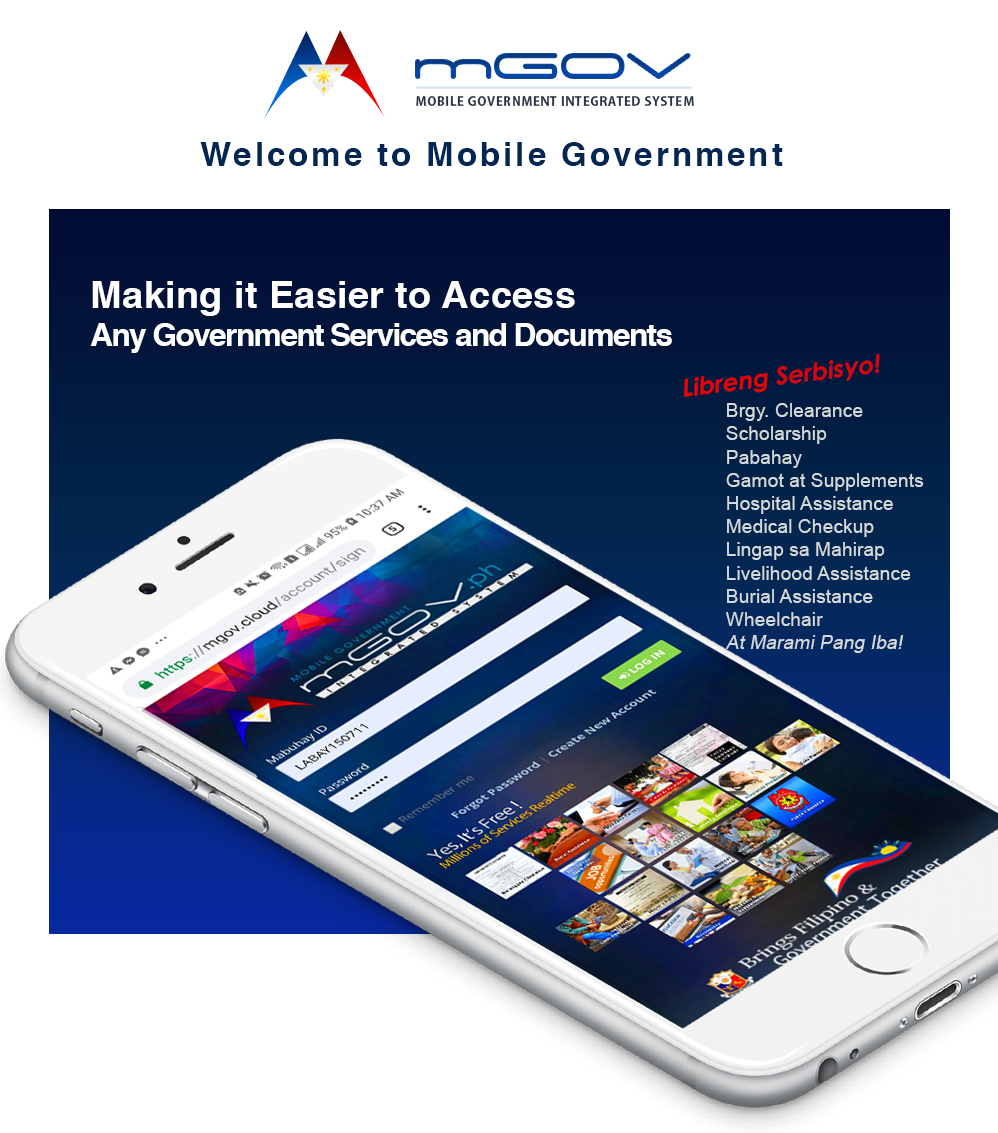 mGOV
MOBILE GOVERNMENT INTEGRATED SYSTEM
Welcome to Mobile Government
Making it Easier to Access
Any Government Services and Documents
Libreng Serbisyo!
Brgy. Clearance
Scholarship
Pabahay
Gamot at Supplements
Hospital Assistance
Medical Checkup
Lingap sa Mahirap
Livelihood Assistance
Burial Assistance
Wheelchair
At Marami Pang Iba!
95% 10:37 AM
https://mgov.cloud/account/sign
5
MOBILE GOVERNMENT
mGOV.ph
INTEGRATED SYSTEM
Mabuhay ID
LABAY150711
Password
•••••••••
Remember me
LOG IN
Forgot Password | Create New Account
Yes, It's Free !
Millions of Services Realtime
JOB
opportunities
Brings Filipino &
Government Together